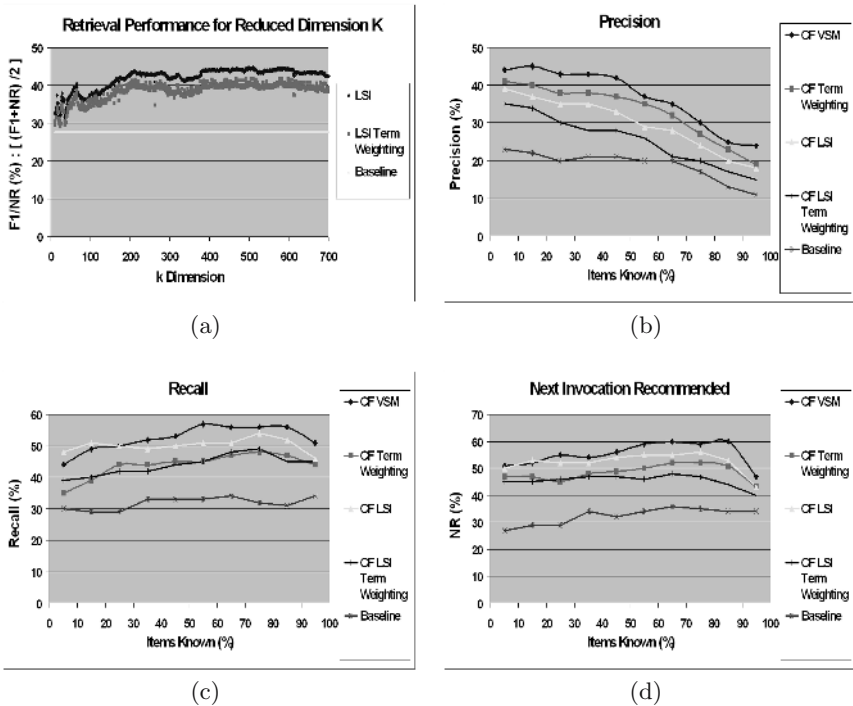 Retrieval Performance for Reduced Dimension K
F1/NR (%) : [ (F1+NR) /2 ]
50
40
30
20
10
0
0 100 200 300 400 500 600 700
k Dimension
LSI
LSI Term
Weighting
Baseline
(a)
Precision
Precision (%)
50
40
30
20
10
0
0 10 20 30 40 50 60 70 80 90 100
Items Known (%)
CF VSM
CF Term
Weighting
CF LSI
CF LSI
Term
Weighting
Baseline
(b)
Recall
Recall (%)
60
50
40
30
20
10
0
0 10 20 30 40 50 60 70 80 90 100
Items Known (%)
CF VSM
CF Term
Weighting
CF LSI
CF LSI
Term
Weighting
Baseline
(c)
Next Invocation Recommended
NR (%)
70
60
50
40
30
20
10
0
0 10 20 30 40 50 60 70 80 90 100
Items Known (%)
CF VSM
CF Term
Weighting
CF LSI
CF LSI
Term
Weighting
Baseline
(d)